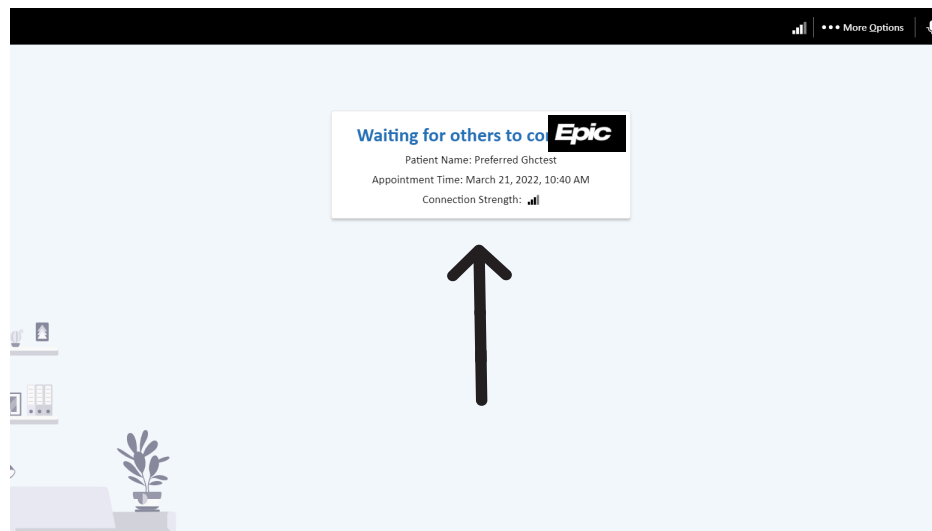 ••• More Options
Waiting for others to
Epic
Patient Name: Preferred Ghctest
Appointment Time: March 21, 2022, 10:40 AM
Connection Strength: